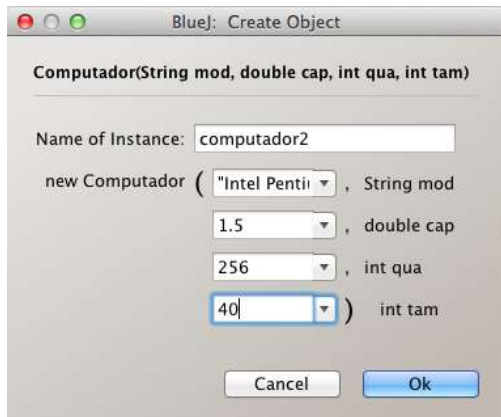 BlueJ: Create Object
Computador(String mod, double cap, int qua, int tam)
Name of Instance: computador2
new Computador ( "Intel Penti , String mod
1.5 , double cap
256 , int qua
40 ) int tam
Cancel Ok